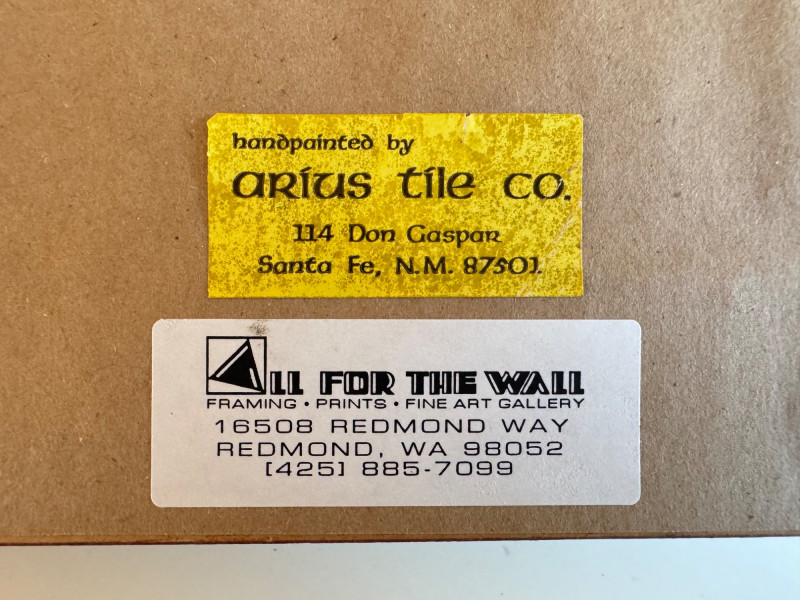 handpainted by
arius tile co.
114 Don Gaspar
Santa Fe, N.M. 87501
ALL FOR THE WALL
FRAMING • PRINTS • FINE ART GALLERY
16508 REDMOND WAY
REDMOND, WA 98052
[425] 885-7099